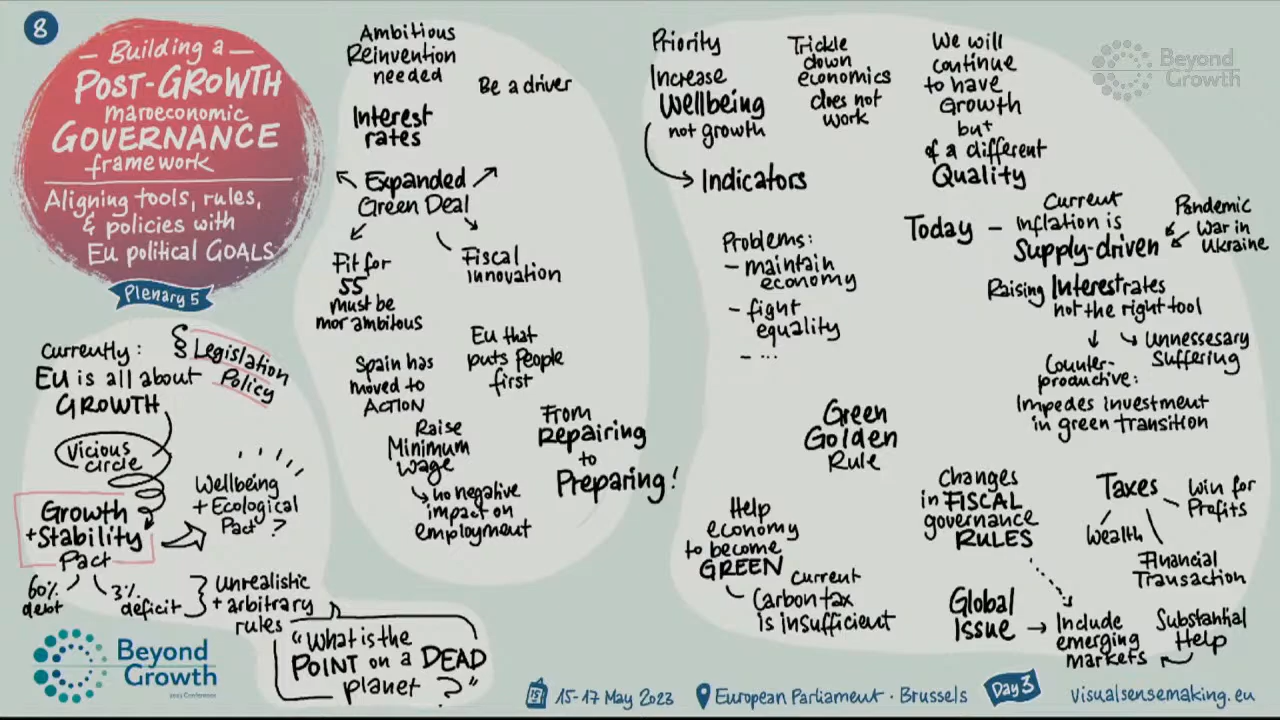 8
Building a
POST-GROWTH
maroeconomic
GOVERNANCE
framework
Aligning tools, rules,
& policies with
Eu political GOALS
Plenary 5
Currently:
EU is all about
GROWTH
§ Legislation
Policy
Vicious
circle
Growth
+Stability
Pact
60%
debt
3%
deficit
Unrealistic
+ arbitrary
rules
Wellbeing
+ Ecological
Pact ?
"What is the
POINT on a DEAD
planet ?"
Beyond
Growth
2023 Conference
Ambitious
Reinvention
needed
Be a driver
Interest
rates
Expanded
Green Deal
Fit for
55
must be
mor ambitous
Fiscal
innovation
Spain has
moved to
ACTION
Eu that
puts People
first
Raise
Minimum
wage
no negative
impact on
employment
From
Repairing
to
Preparing!
Priority
Increase
Wellbeing
not growth
Indicators
Trickle
down
economics
does not
work
We will
continue
to have
Growth
but
of a different
Quality
Beyond
Growth
Problems:
- maintain
economy
- fight
equality
- ...
Today - Current
inflation is
Supply-driven
Pandemic
War in
Ukraine
Raising Interest rates
not the right tool
Unnessesary
Suffering
Counter-
productive:
Impedes investment
in green transition
Green
Golden
Rule
Help
economy
to become
GREEN
Current
Carbon tax
is insufficient
Changes
in FISCAL
governance
RULES
Taxes
Win for
Profits
Wealth
Financial
Transaction
Global
Issue
Include
emerging
markets
Substantial
Help
15-17 May 2023
European Parliament · Brussels
Day 3
visualsensemaking.eu